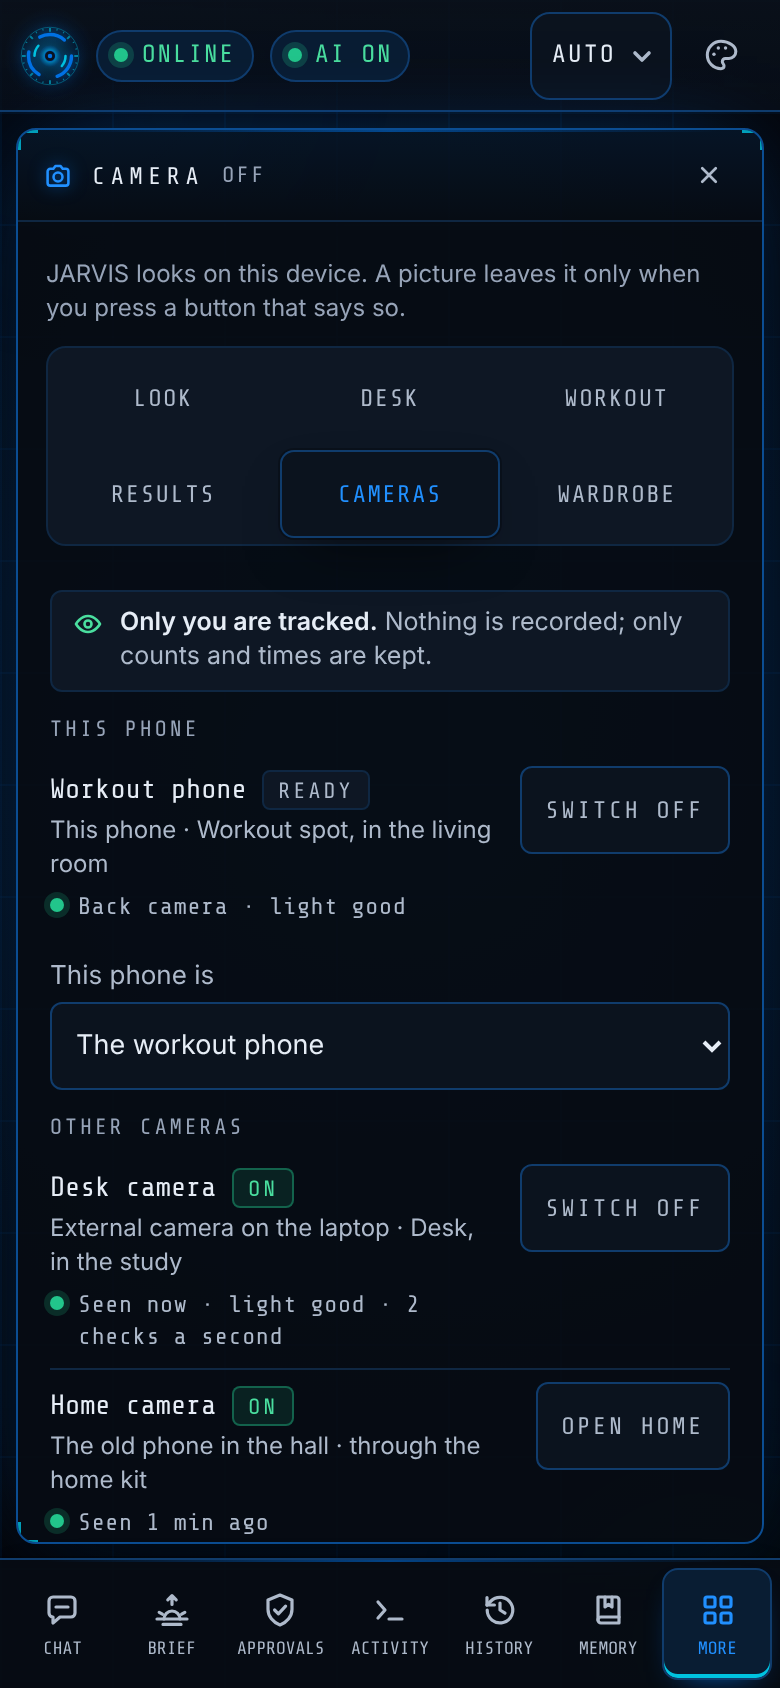 ONLINE
AI ON
AUTO
CAMERA OFF
JARVIS looks on this device. A picture leaves it only when
you press a button that says so.
LOOK
DESK
WORKOUT
RESULTS
CAMERAS
WARDROBE
Only you are tracked. Nothing is recorded; only
counts and times are kept.
THIS PHONE
Workout phone READY
SWITCH OFF
This phone · Workout spot, in the living
room
Back camera · light good
This phone is
The workout phone
OTHER CAMERAS
Desk camera ON
SWITCH OFF
External camera on the laptop · Desk,
in the study
Seen now · light good · 2
checks a second
Home camera ON
OPEN HOME
The old phone in the hall · through the
home kit
Seen 1 min ago
CHAT
BRIEF
APPROVALS
ACTIVITY
HISTORY
MEMORY
MORE